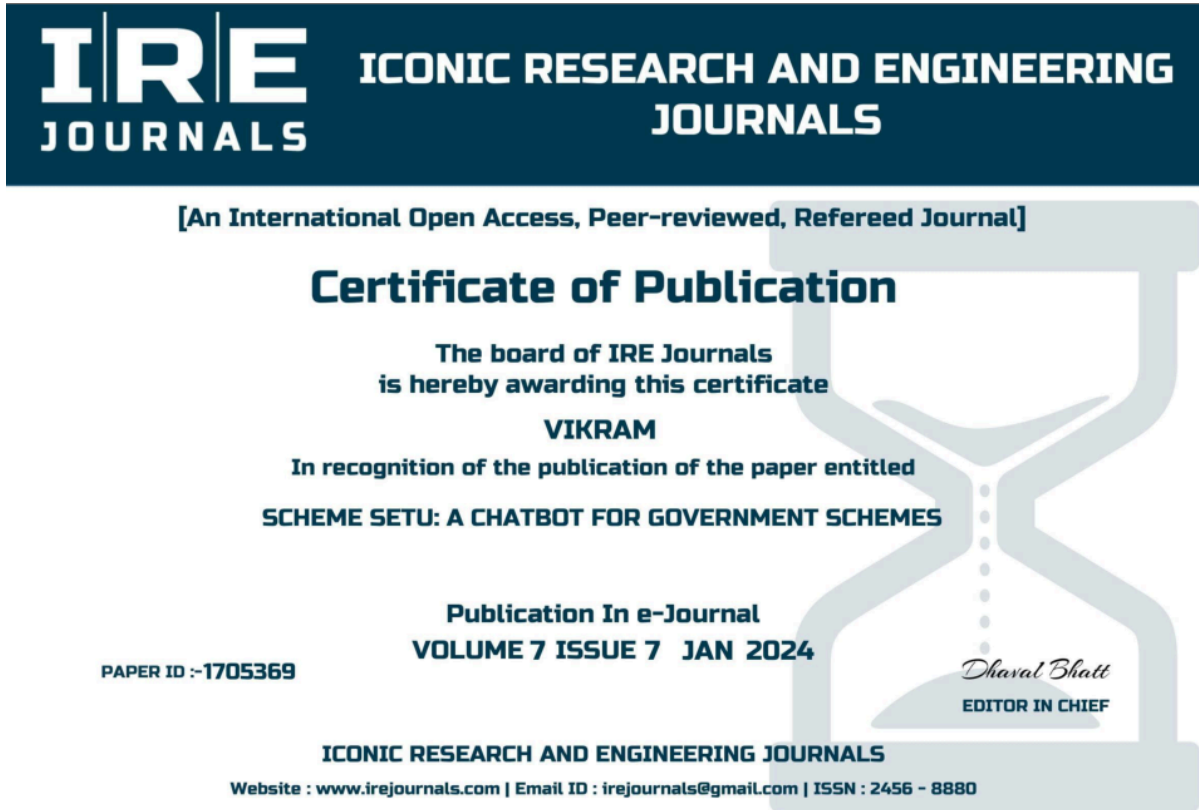 IRE
JOURNALS
ICONIC RESEARCH AND ENGINEERING
JOURNALS
[An International Open Access, Peer-reviewed, Refereed Journal]
Certificate of Publication
The board of IRE Journals
is hereby awarding this certificate
VIKRAM
In recognition of the publication of the paper entitled
SCHEME SETU: A CHATBOT FOR GOVERNMENT SCHEMES
Publication In e-Journal
VOLUME 7 ISSUE 7 JAN 2024
PAPER ID :-1705369
Dhaval Bhatt
EDITOR IN CHIEF
ICONIC RESEARCH AND ENGINEERING JOURNALS
Website : www.irejournals.com | Email ID : irejournals@gmail.com | ISSN : 2456 - 8880